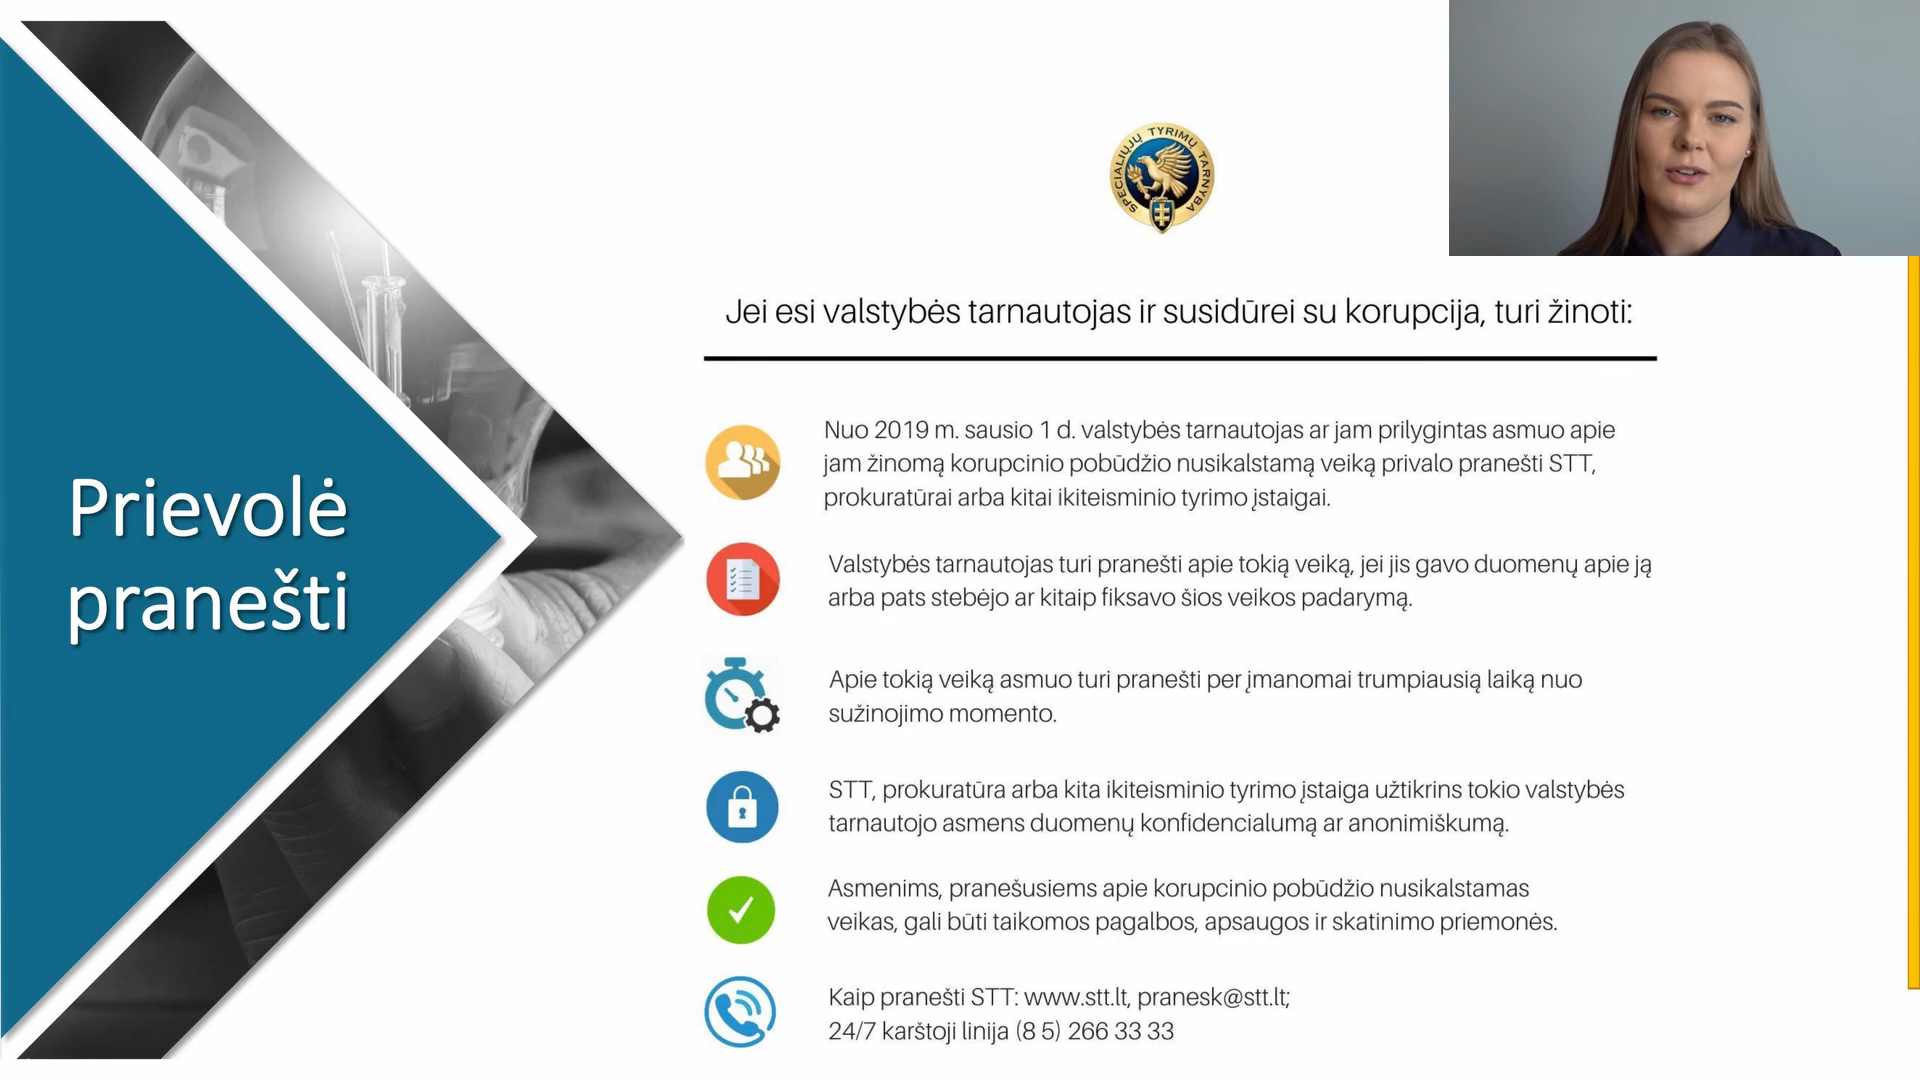 SPECIALIŲJŲ TYRIMŲ TARNYBA
Jei esi valstybės tarnautojas ir susidūrei su korupcija, turi žinoti:
Prievolė
pranešti
Nuo 2019 m. sausio 1 d. valstybės tarnautojas ar jam prilygintas asmuo apie
jam žinomą korupcinio pobūdžio nusikalstamą veiką privalo pranešti STT,
prokuratūrai arba kitai ikiteisminio tyrimo įstaigai.
Valstybės tarnautojas turi pranešti apie tokią veiką, jei jis gavo duomenų apie ją
arba pats stebėjo ar kitaip fiksavo šios veikos padarymą.
Apie tokią veiką asmuo turi pranešti per įmanomai trumpiausią laiką nuo
sužinojimo momento.
STT, prokuratūra arba kita ikiteisminio tyrimo įstaiga užtikrins tokio valstybės
tarnautojo asmens duomenų konfidencialumą ar anonimiškumą.
Asmenims, pranešusiems apie korupcinio pobūdžio nusikalstamas
veikas, gali būti taikomos pagalbos, apsaugos ir skatinimo priemonės.
Kaip pranešti STT: www.stt.lt, pranesk@stt.lt;
24/7 karštoji linija (8 5) 266 33 33